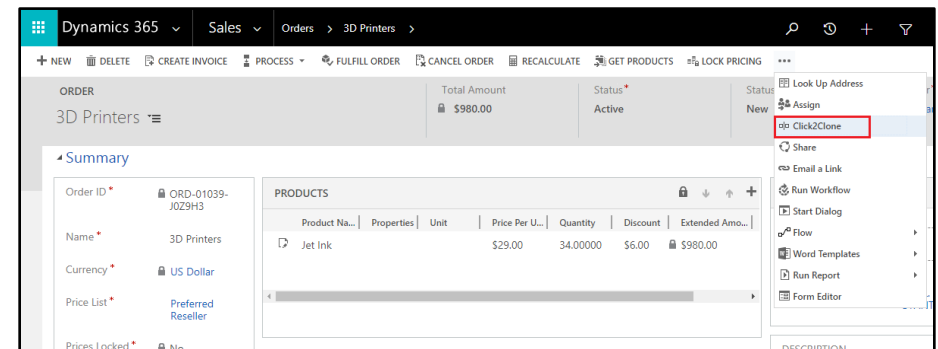 Dynamics 365 Sales Orders > 3D Printers >
NEW DELETE CREATE INVOICE PROCESS FULFILL ORDER CANCEL ORDER RECALCULATE GET PRODUCTS LOCK PRICING ...
ORDER
3D Printers
Total Amount
$980.00
Status*
Active
Status
New
Look Up Address
Assign
Click2Clone
Share
Email a Link
Run Workflow
Start Dialog
Flow
Word Templates
Run Report
Form Editor
Summary
Order ID* ORD-01039-
J0Z9H3
Name* 3D Printers
Currency* US Dollar
Price List* Preferred
Reseller
Prices Locked* No
PRODUCTS
Product Na... Properties Unit Price Per U... Quantity Discount Extended Amo...
Jet Ink $29.00 34.00000 $6.00 $980.00
DESCRIPTION